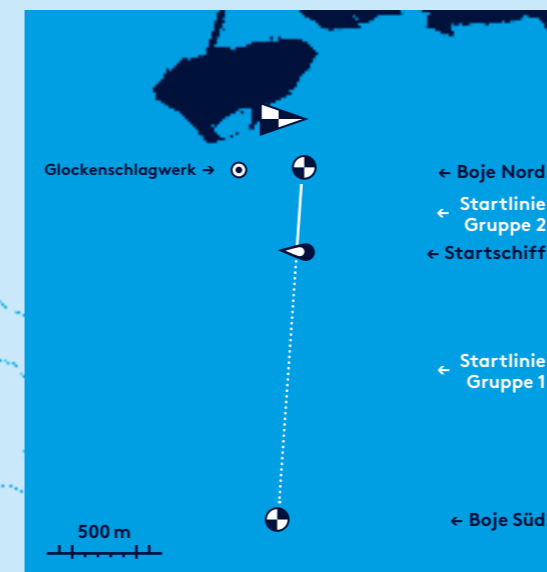 Glockenschlagwerk →
← Boje Nord
← Startlinie
Gruppe 2
← Startschiff
← Startlinie
Gruppe 1
← Boje Süd
500 m